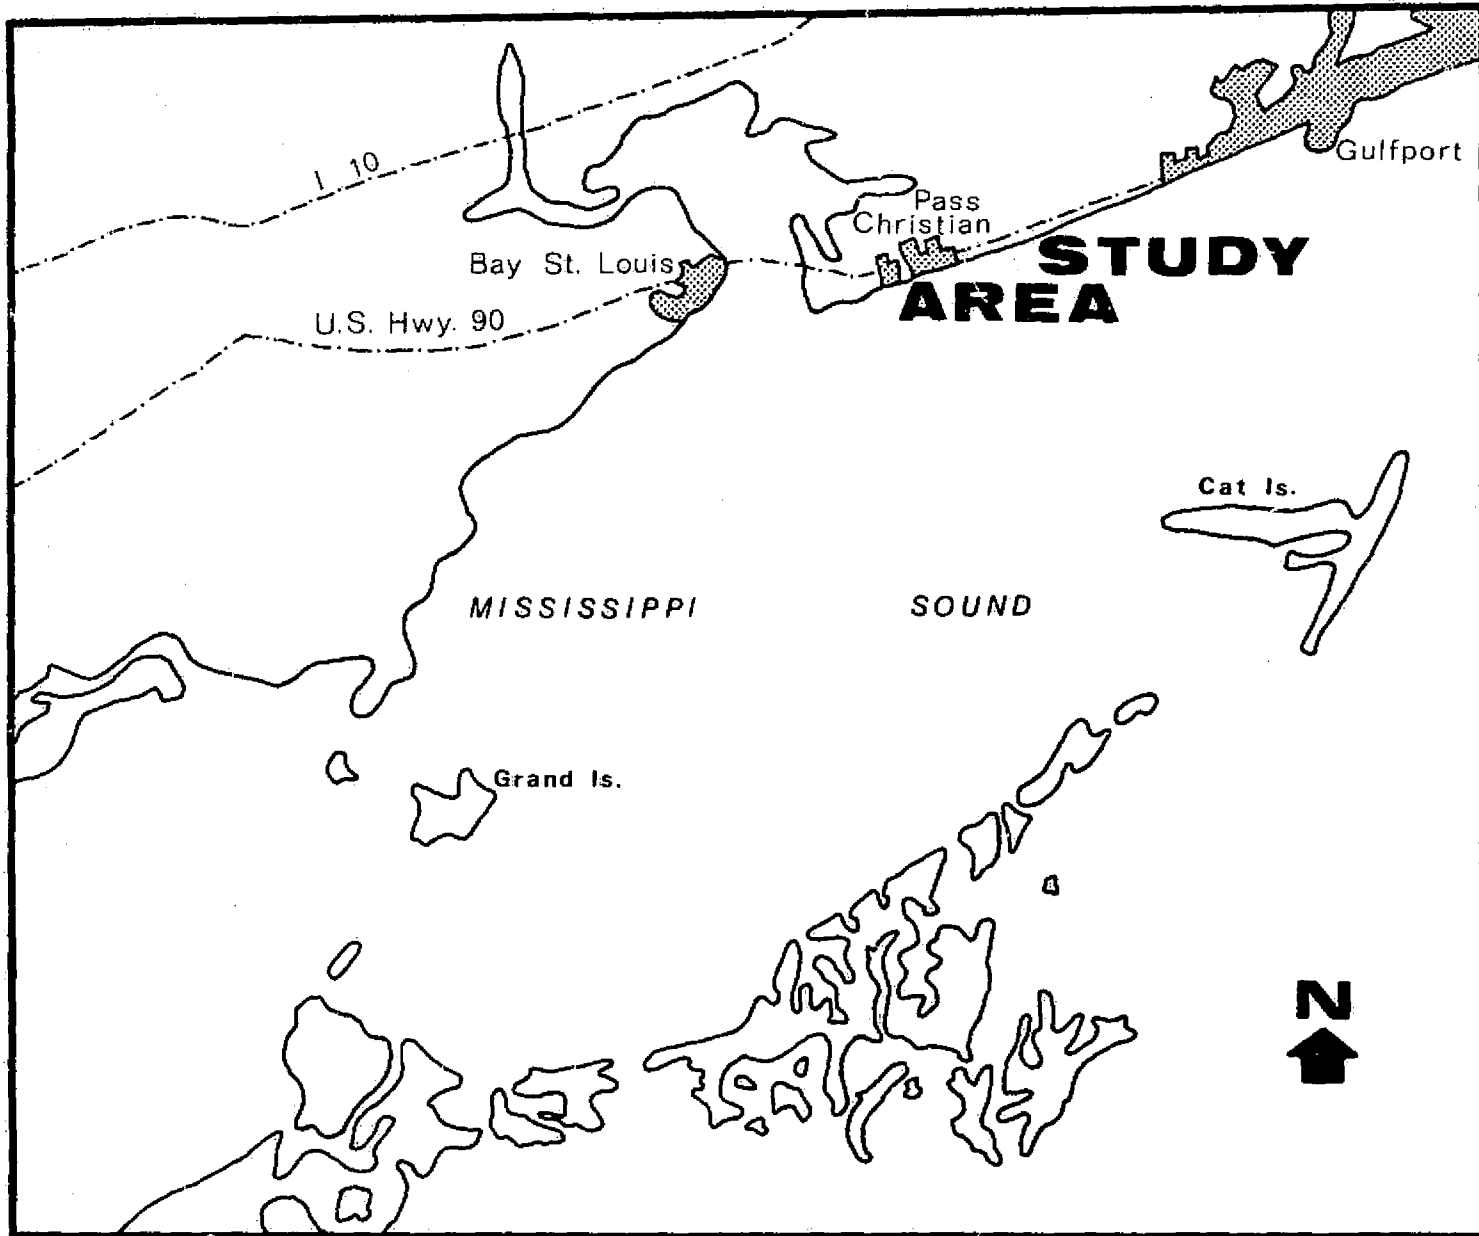 I 10
Gulfport
Pass
Christian
STUDY
AREA
Bay St. Louis
U.S. Hwy. 90
Cat Is.
MISSISSIPPI SOUND
Grand Is.
N